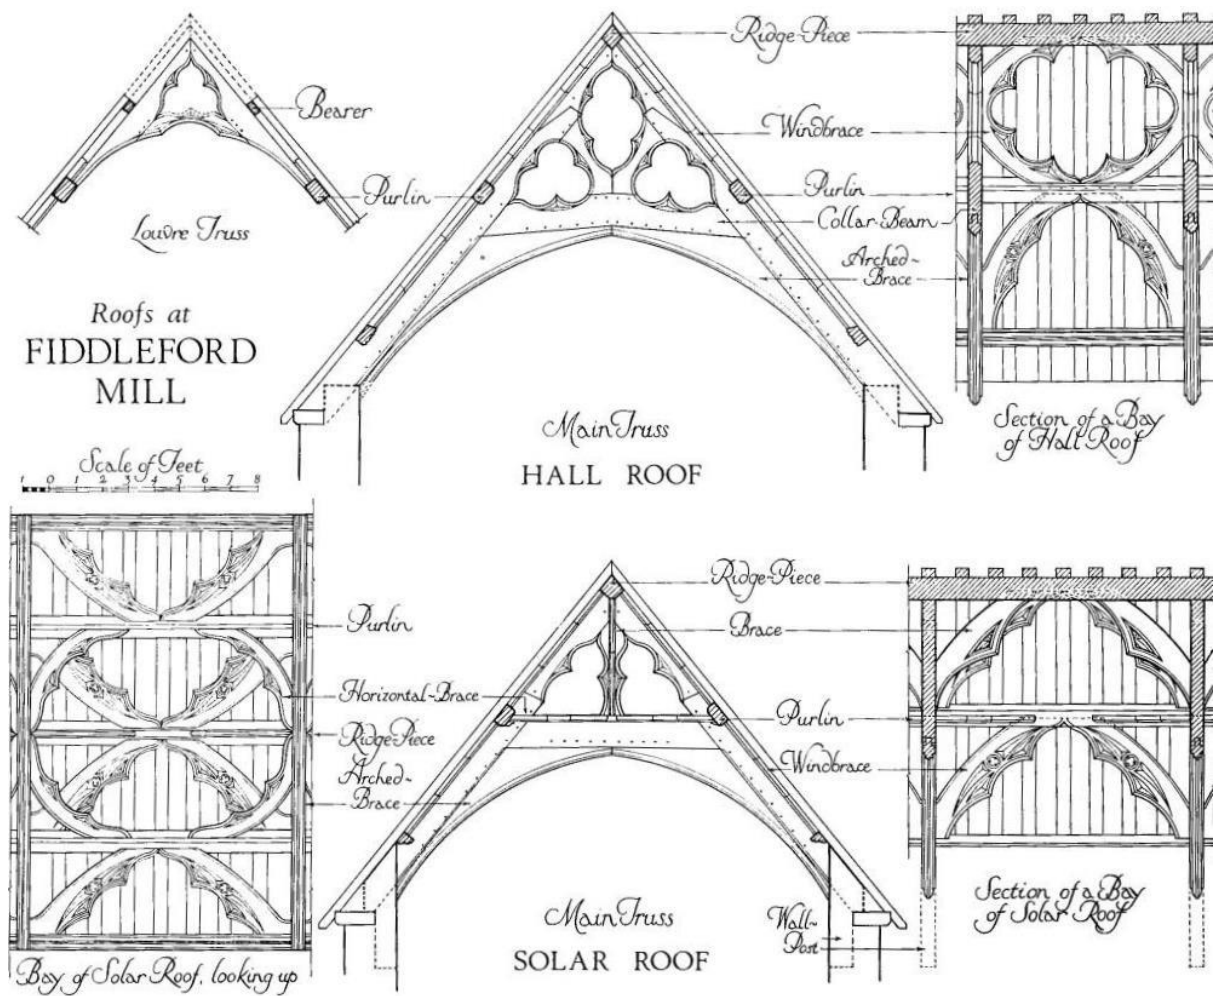 Ridge-Piece
Bearer
Windbrace
Purlin
Purlin
Collar-Beam
Louvre Truss
Arched-
Brace
Roofs at
FIDDLEFORD
MILL
Main Truss
HALL ROOF
Section of a Bay
of Hall Roof
Scale of Feet
1 0 1 2 3 4 5 6 7 8
Ridge-Piece
Purlin
Brace
Horizontal-Brace
Purlin
Ridge-Piece
Arched-
Brace
Windbrace
Main Truss
SOLAR ROOF
Wall-
Post
Section of a Bay
of Solar Roof
Bay of Solar Roof, looking up